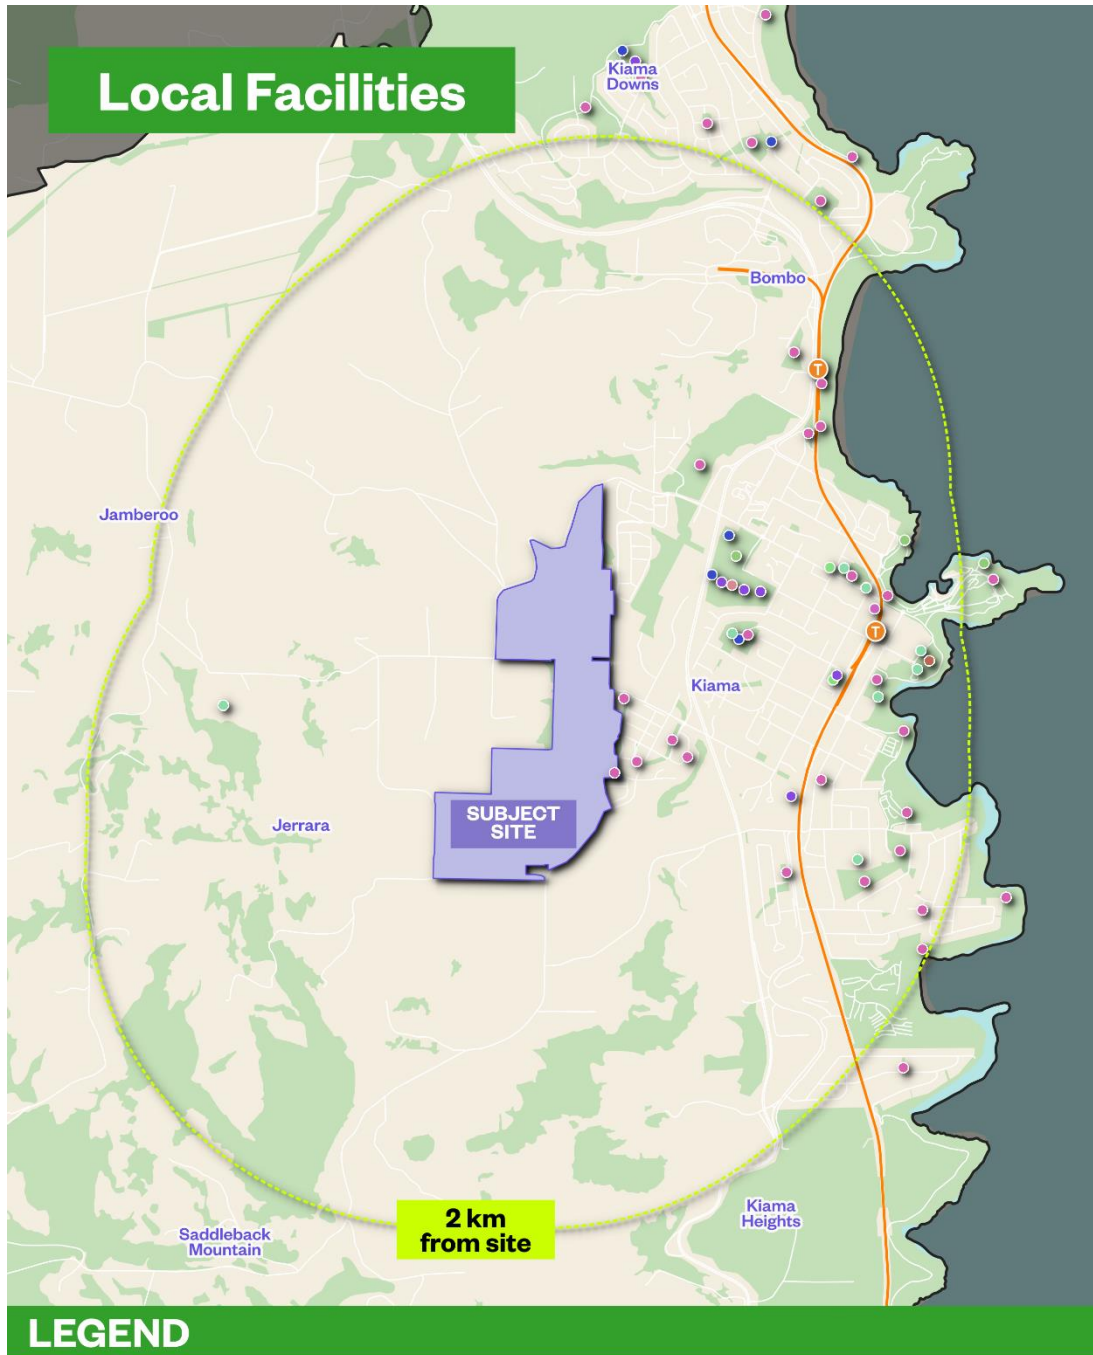 Local Facilities
Kiama
Downs
Bombo
T
Jamberoo
T
Kiama
SUBJECT
SITE
Jerrara
2 km
from site
Kiama
Heights
Saddleback
Mountain
LEGEND